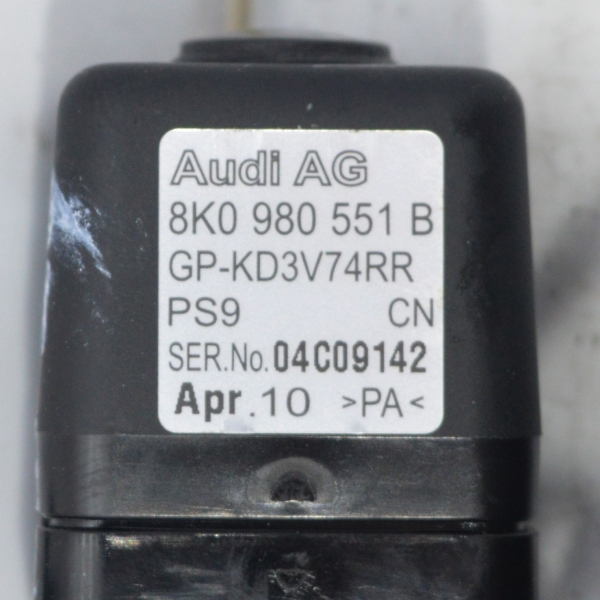 Audi AG
8K0 980 551 B
GP-KD3V74RR
PS9 CN
SER.No. 04C09142
Apr.10 >PA<